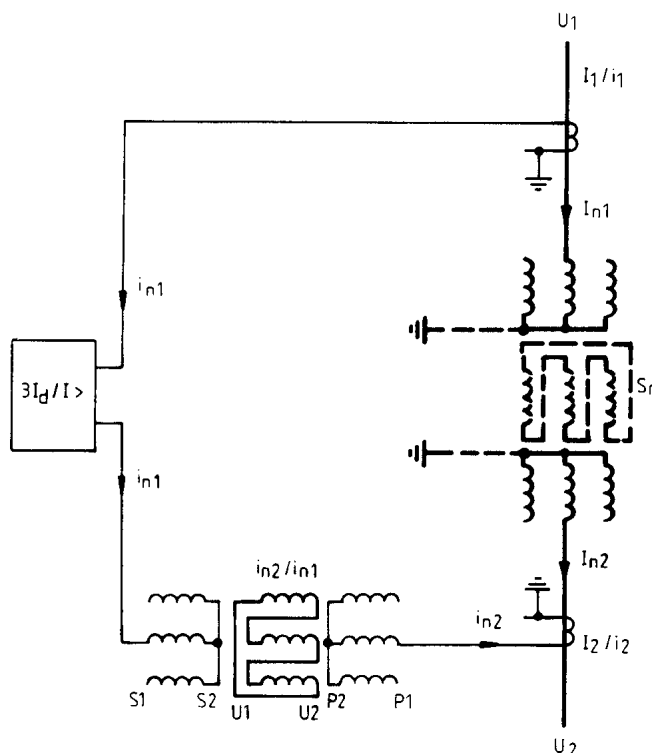 U1
I1/i1
In1
in1
3Id/I <
Sr
in1
In2
in2/in1
in2
I2/i2
S1 S2 U1 U2 P2 P1
U2